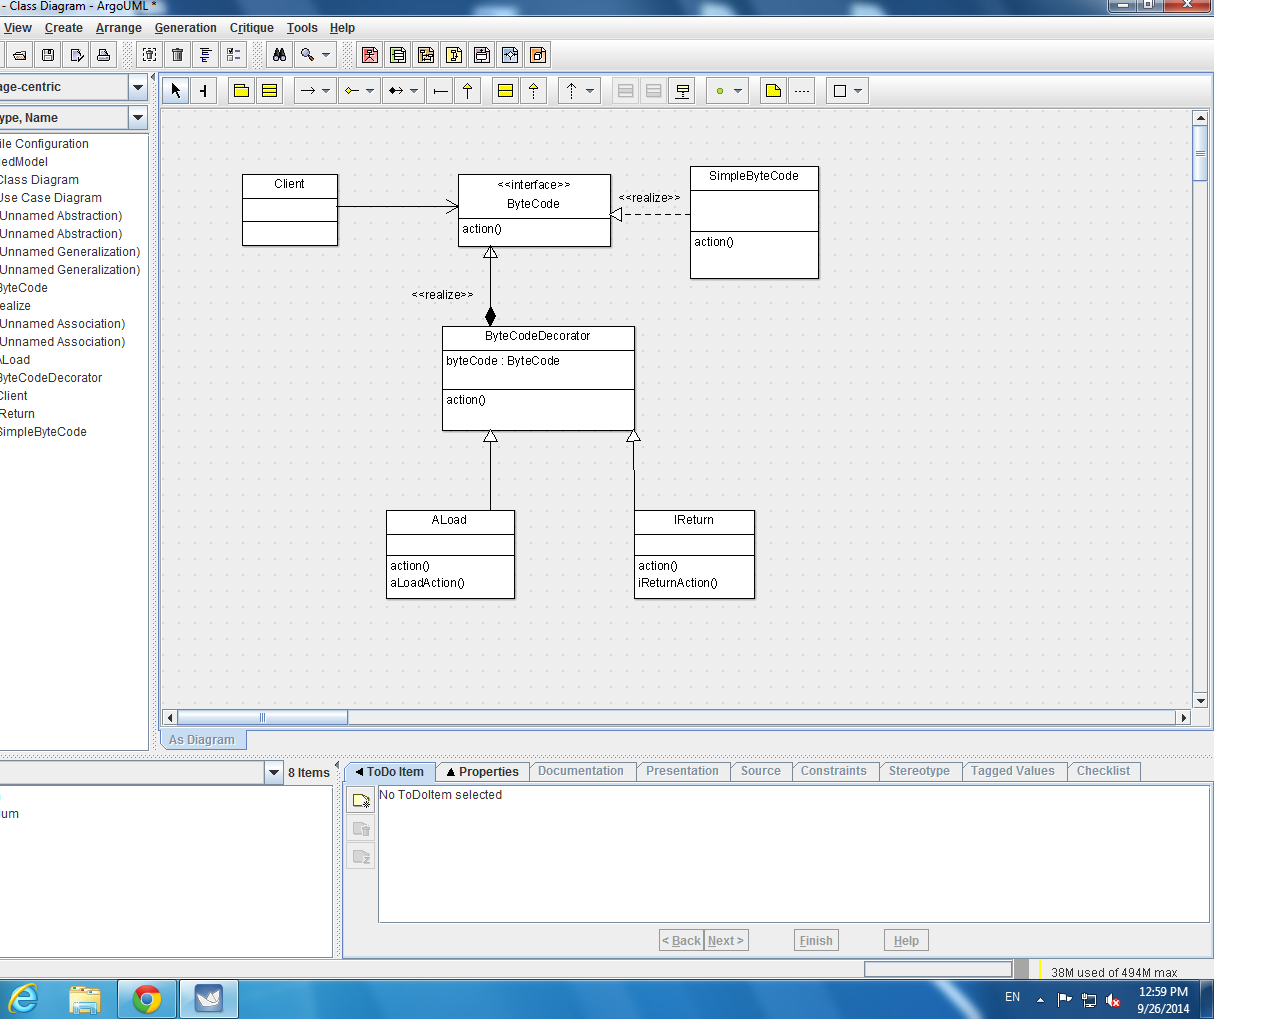 - Class Diagram - ArgoUML *
View Create Arrange Generation Critique Tools Help
age-centric
ype, Name
ile Configuration
edModel
Class Diagram
Use Case Diagram
(Unnamed Abstraction)
(Unnamed Abstraction)
(Unnamed Generalization)
(Unnamed Generalization)
ByteCode
ealize
(Unnamed Association)
(Unnamed Association)
ALoad
ByteCodeDecorator
Client
IReturn
SimpleByteCode
Client
<<interface>>
ByteCode
action()
<<realize>>
SimpleByteCode
action()
<<realize>>
ByteCodeDecorator
byteCode : ByteCode
action()
ALoad
action()
aLoadAction()
IReturn
action()
iReturnAction()
As Diagram
8 Items
um
ToDo Item Properties Documentation Presentation Source Constraints Stereotype Tagged Values Checklist
No ToDoItem selected
< Back Next > Finish Help
38M used of 494M max
EN
12:59 PM
9/26/2014